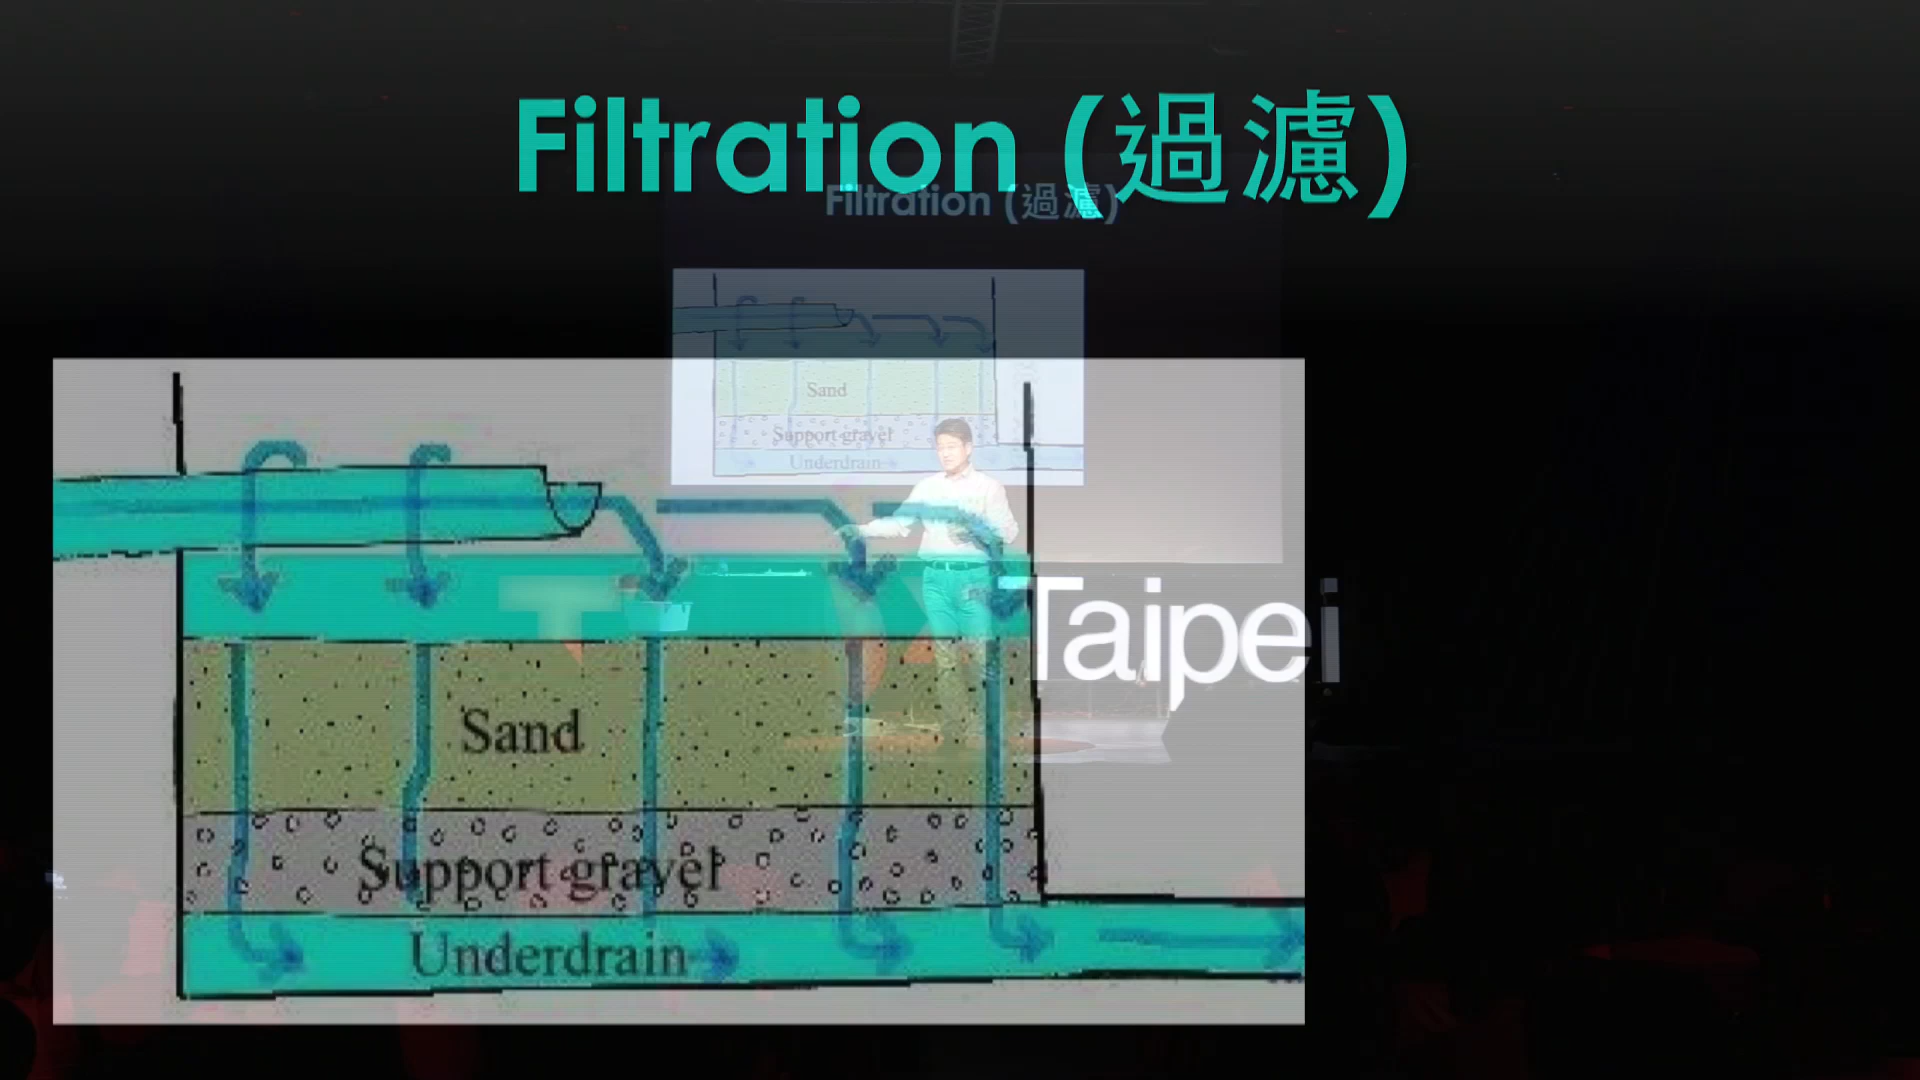 Filtration (過濾)
Filtration (過濾)
Sand
Support gravel
Underdrain
Taipei
Sand
Support gravel
Underdrain